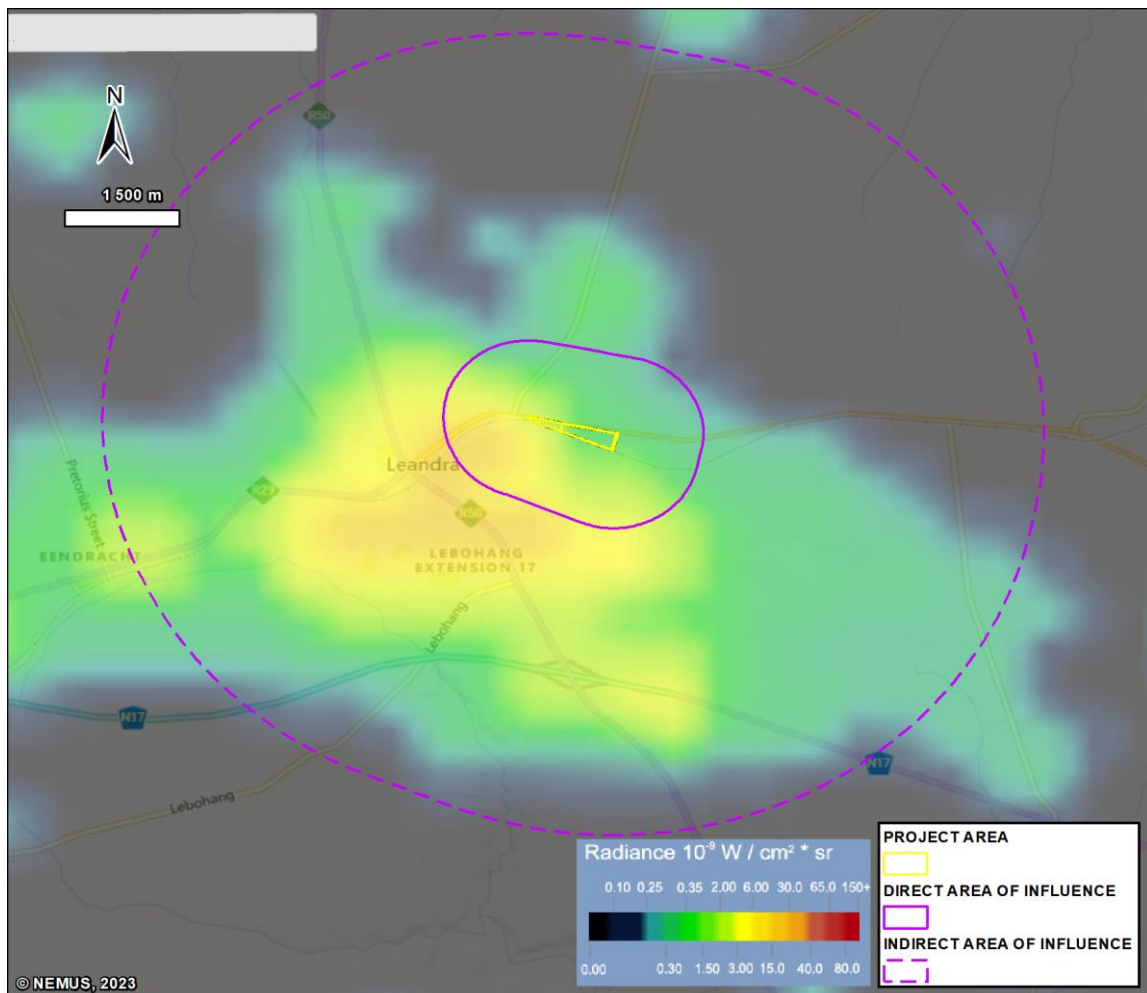 R50
N
1 500 m
Leandra
R29
R50
Pretorius Street
EENDRACHT
LEBOHANG
EXTENSION 17
Lebohang
N17
N17
Lebohang
Radiance 10⁻⁹ W / cm² * sr
0.10 0.25 0.35 2.00 6.00 30.0 65.0 150+
0.00 0.30 1.50 3.00 15.0 40.0 80.0
PROJECT AREA
DIRECT AREA OF INFLUENCE
INDIRECT AREA OF INFLUENCE
© NEMUS, 2023